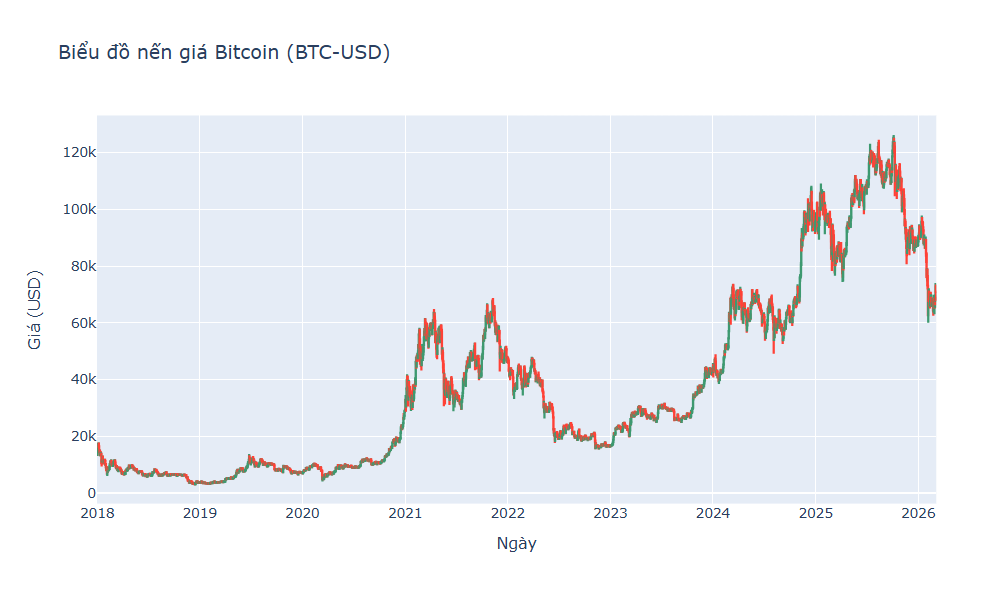 Biểu đồ nến giá Bitcoin (BTC-USD)
120k
100k
80k
60k
40k
20k
0
Giá (USD)
2018 2019 2020 2021 2022 2023 2024 2025 2026
Ngày